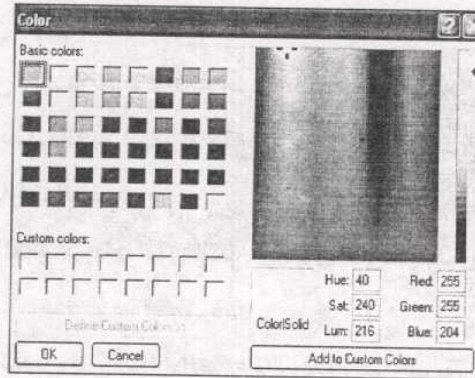 Color
Basic colors:
Custom colors:
Define Custom Colors >>
OK
Cancel
Hue: 40
Sat: 240
Lum: 216
Red: 255
Green: 255
Blue: 204
Color|Solid
Add to Custom Colors